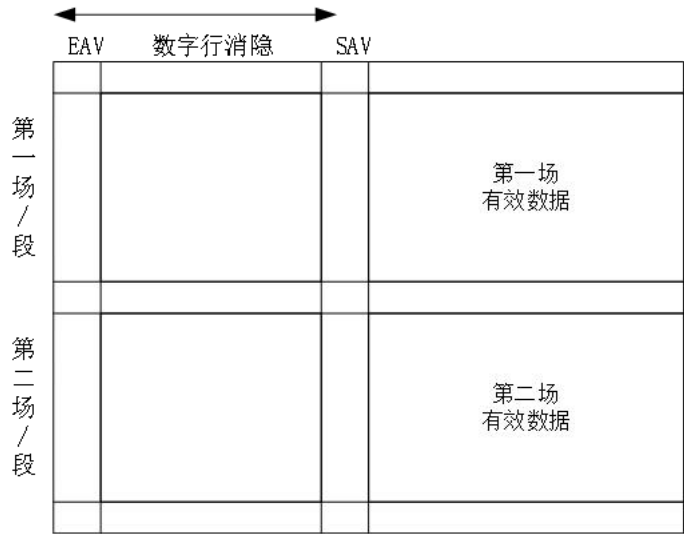 EAV 数字行消隐 SAV
第一场/段
第一场
有效数据
第二场/段
第二场
有效数据